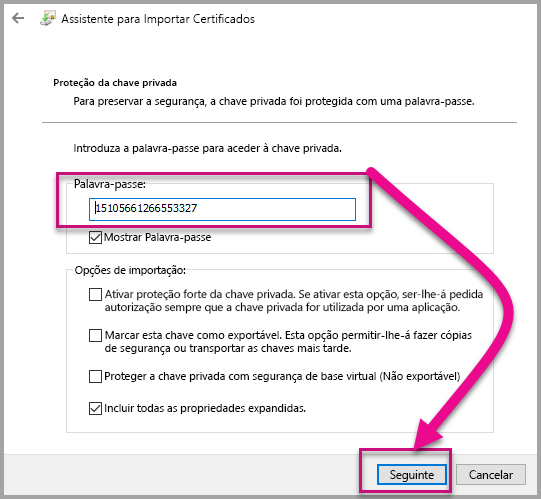 Assistente para Importar Certificados
Proteção da chave privada
Para preservar a segurança, a chave privada foi protegida com uma palavra-passe.
Introduza a palavra-passe para aceder à chave privada.
Palavra-passe:
15105661266553327
Mostrar Palavra-passe
Opções de importação:
Ativar proteção forte da chave privada. Se ativar esta opção, ser-lhe-á pedida
autorização sempre que a chave privada for utilizada por uma aplicação.
Marcar esta chave como exportável. Esta opção permitir-lhe-á fazer cópias
de segurança ou transportar as chaves mais tarde.
Proteger a chave privada com segurança de base virtual (Não exportável)
Incluir todas as propriedades expandidas.
Seguinte
Cancelar